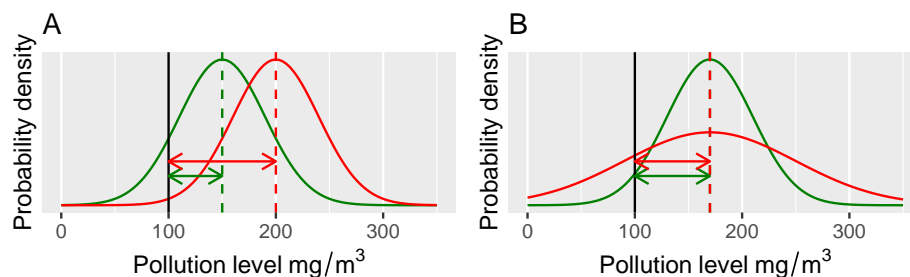 A
Probability density
0 100 200 300
Pollution level mg/m³
B
Probability density
0 100 200 300
Pollution level mg/m³